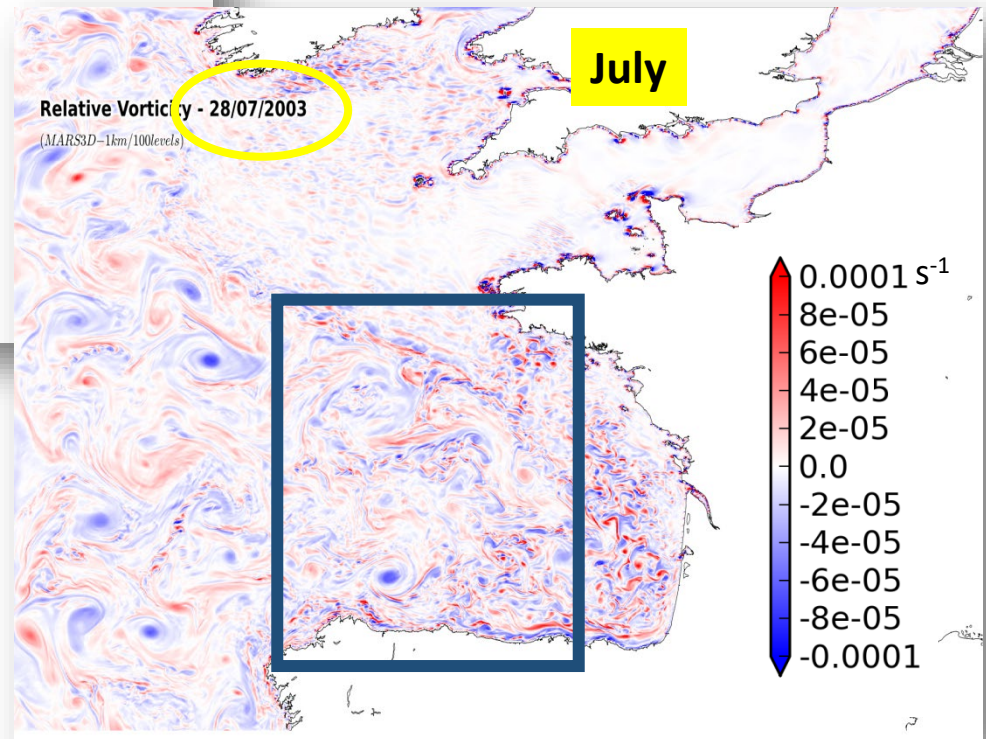 July
Relative Vorticity - 28/07/2003
(MARS3D−1km/100levels)
0.0001 s-1
8e-05
6e-05
4e-05
2e-05
0.0
-2e-05
-4e-05
-6e-05
-8e-05
-0.0001